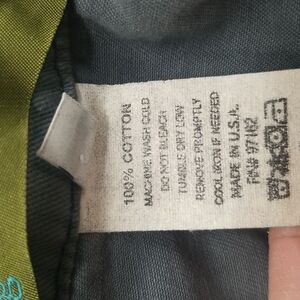 100% COTTON
MACHINE WASH COLD
DO NOT BLEACH
TUMBLE DRY LOW
REMOVE PROMPTLY
COOL IRON IF NEEDED
MADE IN U.S.A.
RN# 97162